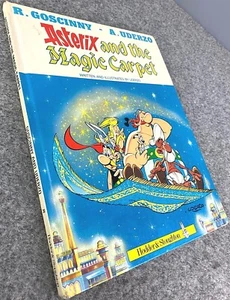 R. GOSCINNY - A. UDERZO
Asterix and the
Magic Carpet
WRITTEN AND ILLUSTRATED BY UDERZO
Hodder & Stoughton